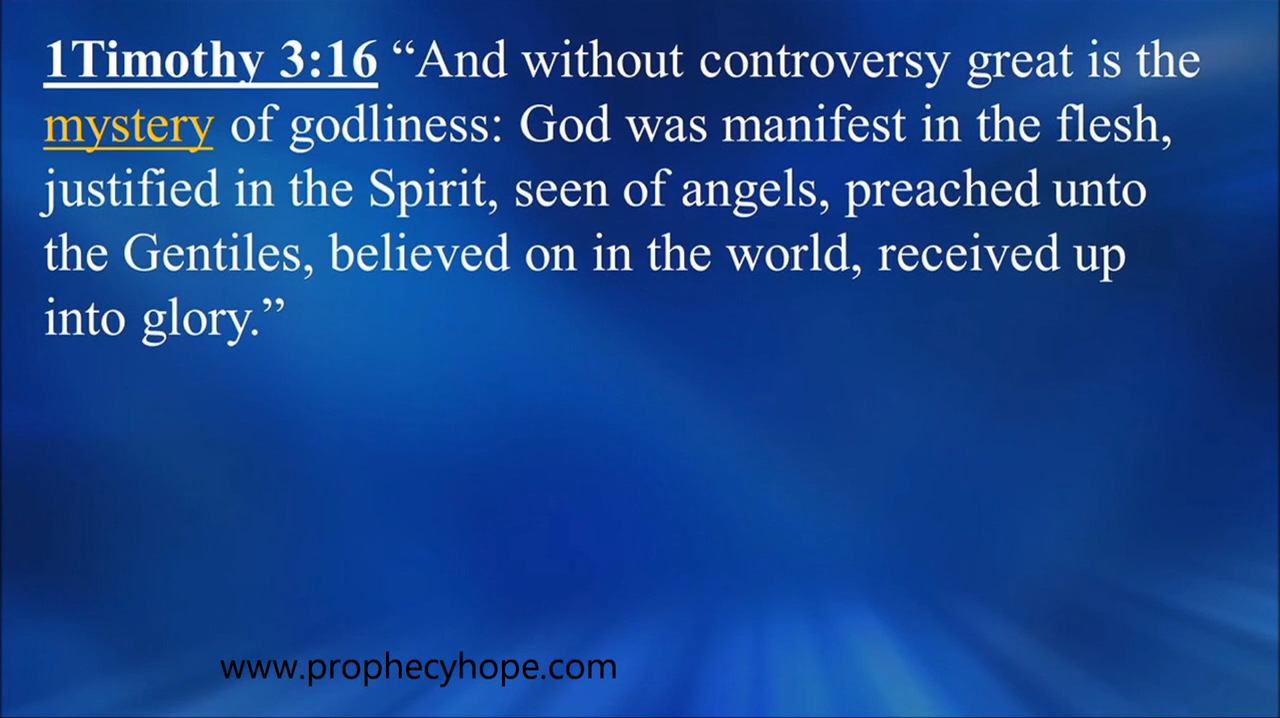 1Timothy 3:16 “And without controversy great is the
mystery of godliness: God was manifest in the flesh,
justified in the Spirit, seen of angels, preached unto
the Gentiles, believed on in the world, received up
into glory.”
www.prophecyhope.com